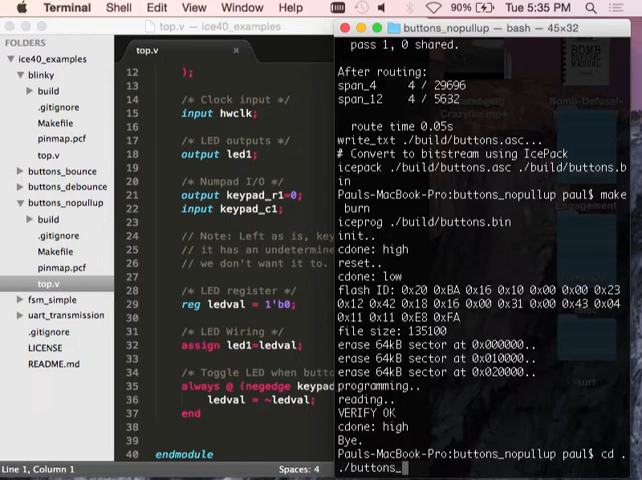 Terminal Shell Edit View Window Help 90% Tue 5:35 PM
top.v — ice40_examples
buttons_nopullup — bash — 45×32
FOLDERS
ice40_examples
blinky
build
.gitignore
Makefile
pinmap.pcf
top.v
buttons_bounce
buttons_debounce
buttons_nopullup
build
.gitignore
Makefile
pinmap.pcf
top.v
fsm_simple
uart_transmission
.gitignore
LICENSE
README.md
top.v ×
12 );
13
14 /* Clock input */
15 input hwclk;
16
17 /* LED outputs */
18 output led1;
19
20 /* Numpad I/O */
21 output keypad_r1=0;
22 input keypad_c1;
23
24 // Note: Left as is, key
25 // it has an undetermine
26 // we don't want it to.
27
28 /* LED register */
29 reg ledval = 1'b0;
30
31 /* LED Wiring */
32 assign led1=ledval;
33
34 /* Toggle LED when butto
35 always @ (negedge keypad
36 ledval = ~ledval;
37 end
38
39
40 endmodule
Line 1, Column 1 Spaces: 4
pass 1, 0 shared.
After routing:
span_4 4 / 29696
span_12 4 / 5632
route time 0.05s
write_txt ./build/buttons.asc...
# Convert to bitstream using IcePack
icepack ./build/buttons.asc ./build/buttons.b
in
Pauls-MacBook-Pro:buttons_nopullup paul$ make
burn
iceprog ./build/buttons.bin
init..
cdone: high
reset..
cdone: low
flash ID: 0x20 0xBA 0x16 0x10 0x00 0x00 0x23
0x12 0x42 0x18 0x16 0x00 0x31 0x00 0x43 0x04
0x11 0x11 0xE8 0xFA
file size: 135100
erase 64kB sector at 0x000000..
erase 64kB sector at 0x010000..
erase 64kB sector at 0x020000..
programming..
reading..
VERIFY OK
cdone: high
Bye.
Pauls-MacBook-Pro:buttons_nopullup paul$ cd .
./buttons_